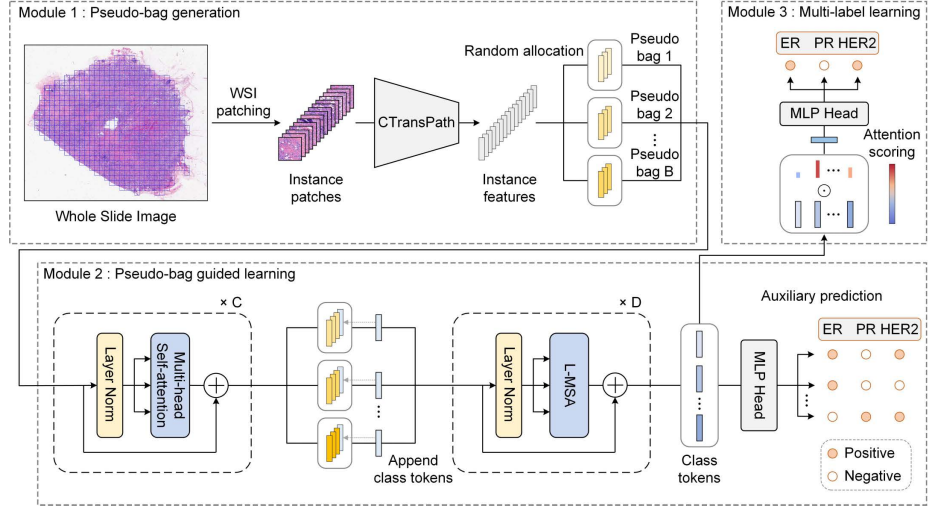 Module 1 : Pseudo-bag generation
Whole Slide Image
WSI
patching
Instance
patches
CTransPath
Instance
features
Random allocation
Pseudo
bag 1
Pseudo
bag 2
Pseudo
bag B
Module 3 : Multi-label learning
ER PR HER2
MLP Head
Attention
scoring
Module 2 : Pseudo-bag guided learning
× C
Layer Norm
Multi-head
Self-attention
Append
class tokens
× D
Layer Norm
L-MSA
Class
tokens
MLP Head
Auxiliary prediction
ER PR HER2
Positive
Negative